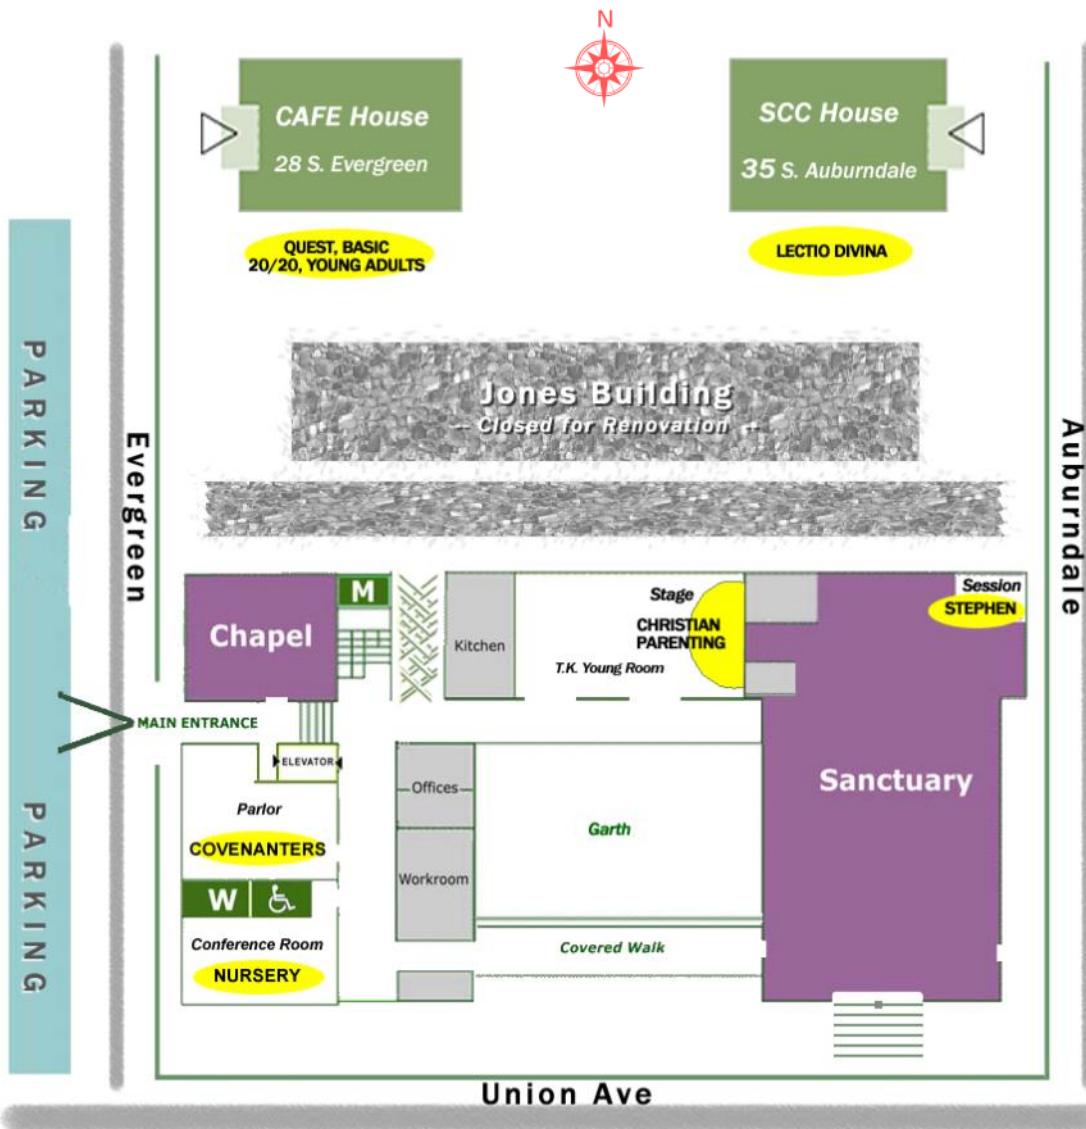 N
CAFE House
28 S. Evergreen
SCC House
35 S. Auburndale
QUEST, BASIC
20/20, YOUNG ADULTS
LECTIO DIVINA
PARKING
Jones Building
-- Closed for Renovation --
Evergreen
Auburndale
Chapel
M
Kitchen
Stage
CHRISTIAN
PARENTING
T.K. Young Room
Session
STEPHEN
MAIN ENTRANCE
ELEVATOR
Parlor
COVENANTERS
Offices
Garth
Sanctuary
PARKING
W
Workroom
Conference Room
NURSERY
Covered Walk
Union Ave